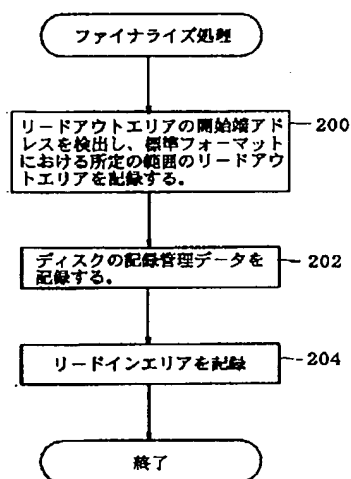 ファイナライズ処理
リードアウトエリアの開始端アド
レスを検出し、標準フォーマット
における所定の範囲のリードアウ
トエリアを記録する。
200
ディスクの記録管理データを
記録する。
202
リードインエリアを記録
204
終了